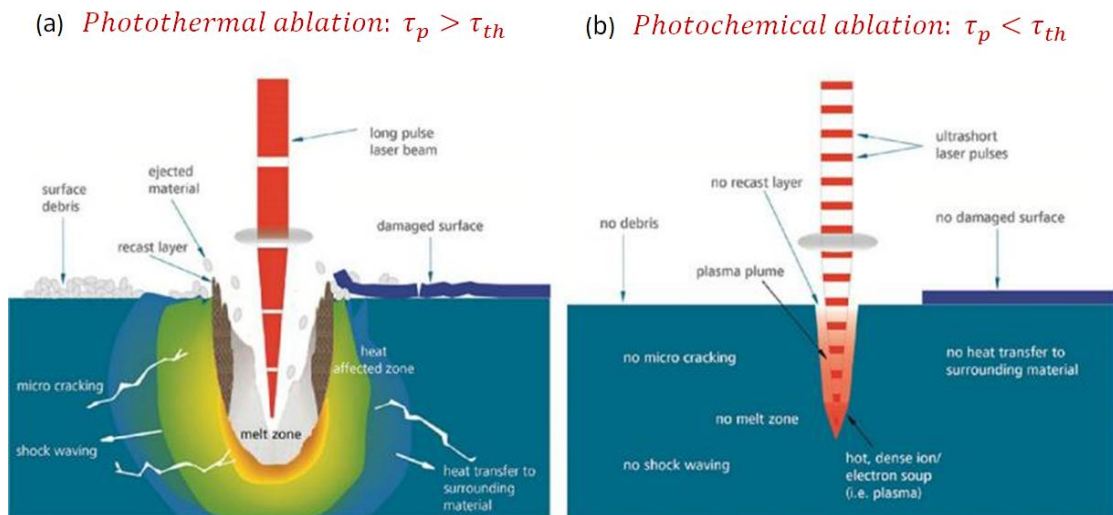 (a) Photothermal ablation: τp > τth
long pulse
laser beam
ejected
material
surface
debris
recast layer
damaged surface
heat
affected zone
micro cracking
melt zone
shock waving
heat transfer to
surrounding
material
(b) Photochemical ablation: τp < τth
ultrashort
laser pulses
no recast layer
no debris
no damaged surface
plasma plume
no micro cracking
no heat transfer to
surrounding material
no melt zone
no shock waving
hot, dense ion/
electron soup
(i.e. plasma)